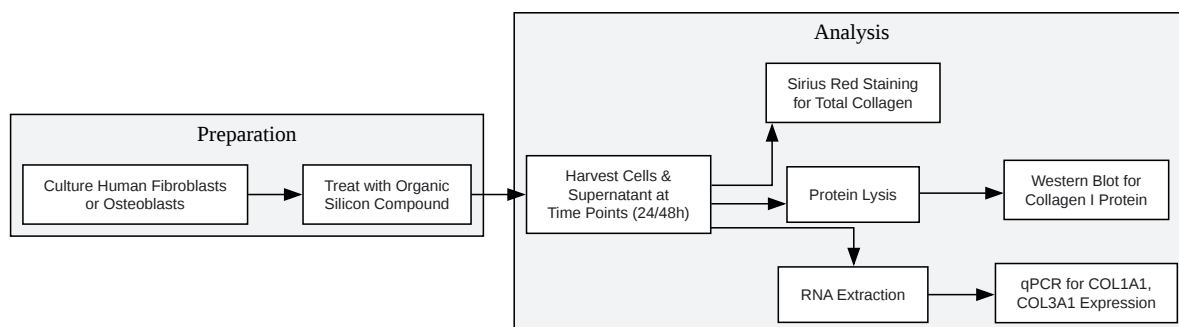 Preparation
Culture Human Fibroblasts
or Osteoblasts
Treat with Organic
Silicon Compound
Analysis
Harvest Cells &
Supernatant at
Time Points (24/48h)
Sirius Red Staining
for Total Collagen
Protein Lysis
Western Blot for
Collagen I Protein
RNA Extraction
qPCR for COL1A1,
COL3A1 Expression